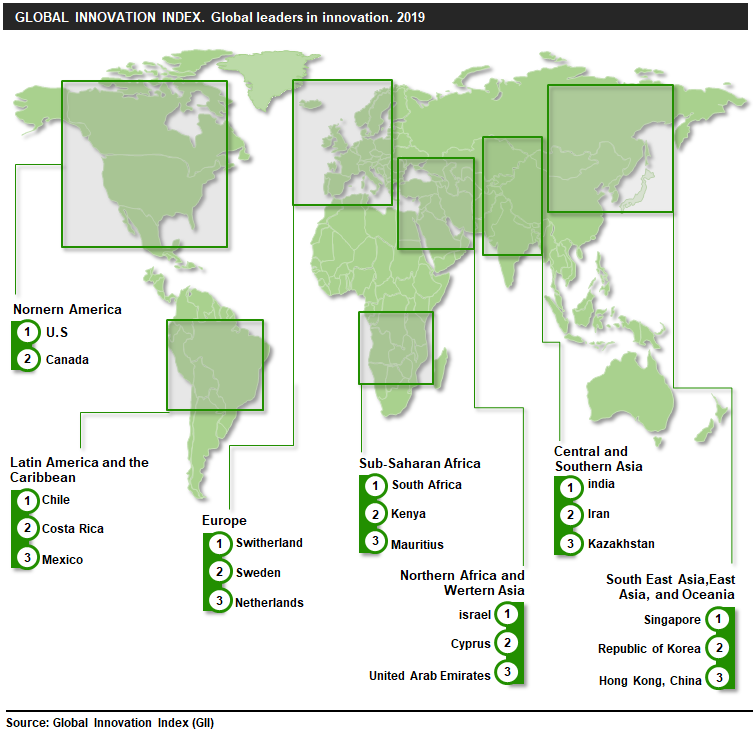 GLOBAL INNOVATION INDEX. Global leaders in innovation. 2019
Nornern America
1 U.S
2 Canada
Latin America and the
Caribbean
1 Chile
2 Costa Rica
3 Mexico
Europe
1 Switherland
2 Sweden
3 Netherlands
Sub-Saharan Africa
1 South Africa
2 Kenya
3 Mauritius
Northern Africa and
Wertern Asia
israel 1
Cyprus 2
United Arab Emirates 3
Central and
Southern Asia
1 india
2 Iran
3 Kazakhstan
South East Asia,East
Asia, and Oceania
Singapore 1
Republic of Korea 2
Hong Kong, China 3
Source: Global Innovation Index (GII)